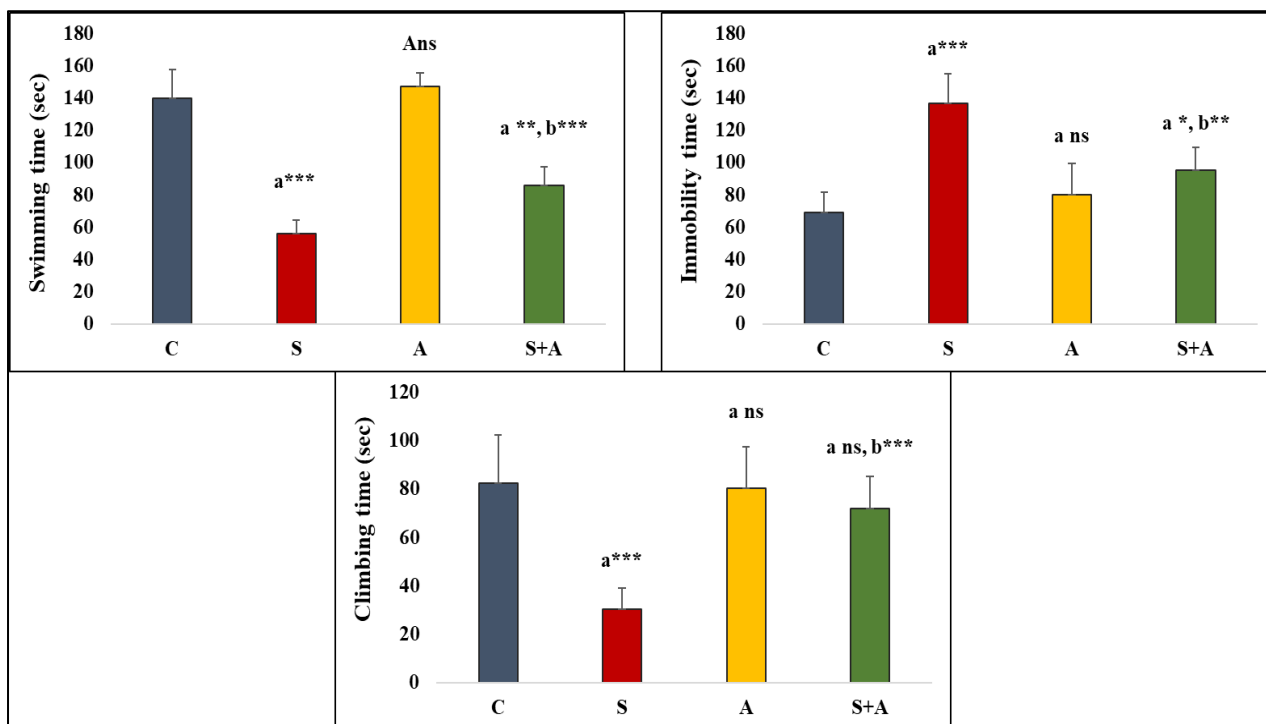 Swimming time (sec)
180
160
140
120
100
80
60
40
20
0
a***
Ans
a **, b***
C S A S+A
Immobility time (sec)
180
160
140
120
100
80
60
40
20
0
a***
a ns
a *, b**
C S A S+A
Climbing time (sec)
120
100
80
60
40
20
0
a***
a ns
a ns, b***
C S A S+A